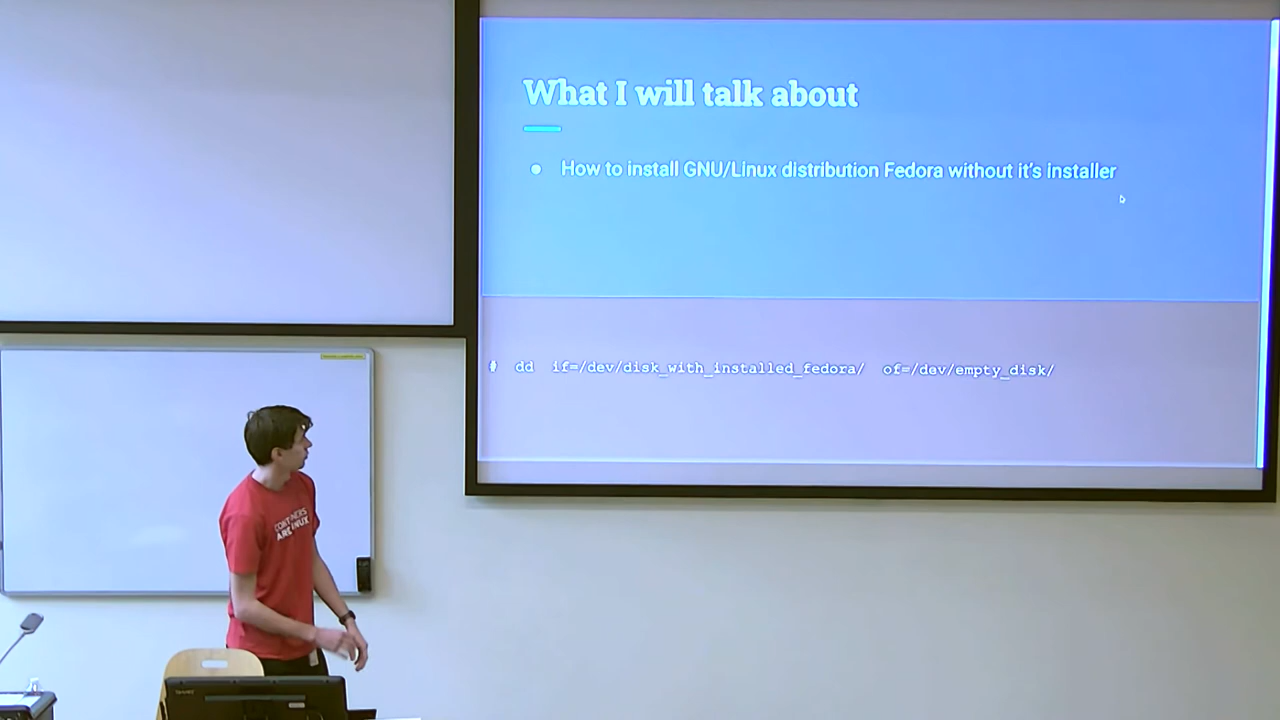 What I will talk about
● How to install GNU/Linux distribution Fedora without it's installer
# dd if=/dev/disk_with_installed_fedora/ of=/dev/empty_disk/
CONTAINERS
ARE LINUX